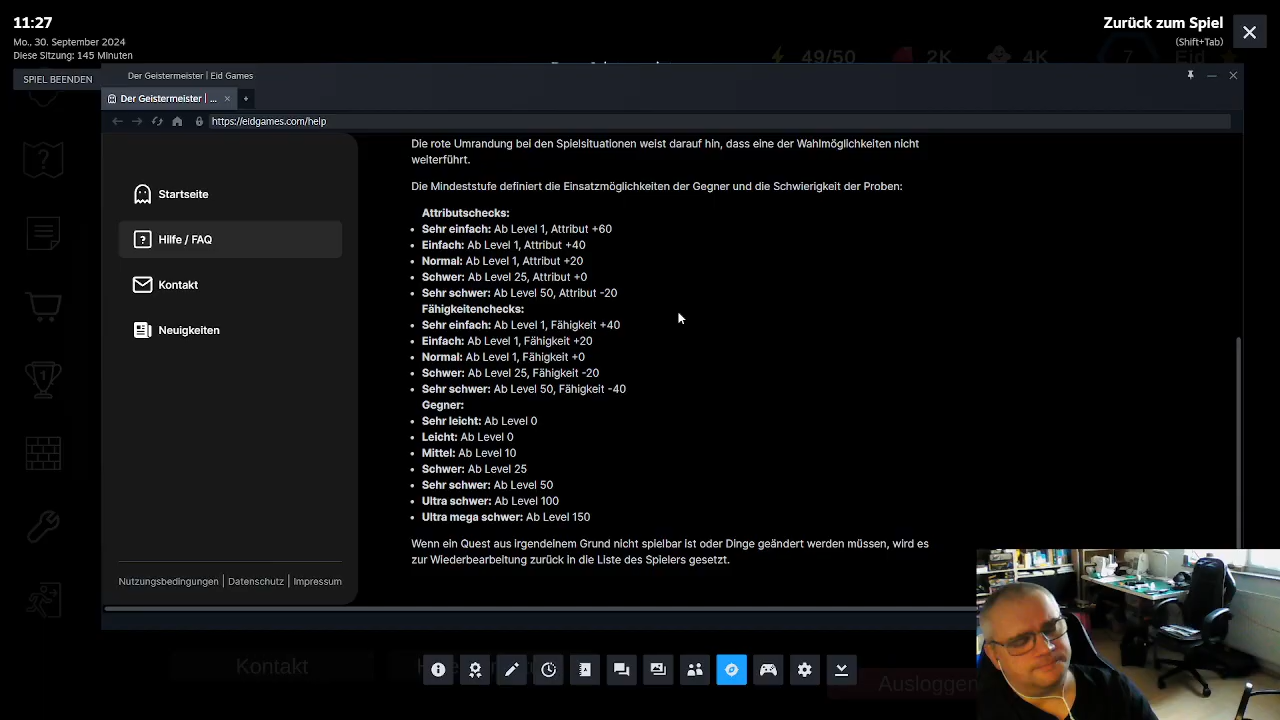 11:27
Mo., 30. September 2024
Diese Sitzung: 145 Minuten
SPIEL BEENDEN
Zurück zum Spiel
(Shift+Tab)
49/50
2K
4K
7
Eid
Der Geistermeister | Eid Games
Der Geistermeister | ...
https://eidgames.com/help
Startseite
Hilfe / FAQ
Kontakt
Neuigkeiten
Nutzungsbedingungen | Datenschutz | Impressum
Die rote Umrandung bei den Spielsituationen weist darauf hin, dass eine der Wahlmöglichkeiten nicht
weiterführt.
Die Mindeststufe definiert die Einsatzmöglichkeiten der Gegner und die Schwierigkeit der Proben:
Attributschecks:
• Sehr einfach: Ab Level 1, Attribut +60
• Einfach: Ab Level 1, Attribut +40
• Normal: Ab Level 1, Attribut +20
• Schwer: Ab Level 25, Attribut +0
• Sehr schwer: Ab Level 50, Attribut -20
Fähigkeitenchecks:
• Sehr einfach: Ab Level 1, Fähigkeit +40
• Einfach: Ab Level 1, Fähigkeit +20
• Normal: Ab Level 1, Fähigkeit +0
• Schwer: Ab Level 25, Fähigkeit -20
• Sehr schwer: Ab Level 50, Fähigkeit -40
Gegner:
• Sehr leicht: Ab Level 0
• Leicht: Ab Level 0
• Mittel: Ab Level 10
• Schwer: Ab Level 25
• Sehr schwer: Ab Level 50
• Ultra schwer: Ab Level 100
• Ultra mega schwer: Ab Level 150
Wenn ein Quest aus irgendeinem Grund nicht spielbar ist oder Dinge geändert werden müssen, wird es
zur Wiederbearbeitung zurück in die Liste des Spielers gesetzt.
Kontakt
Ausloggen